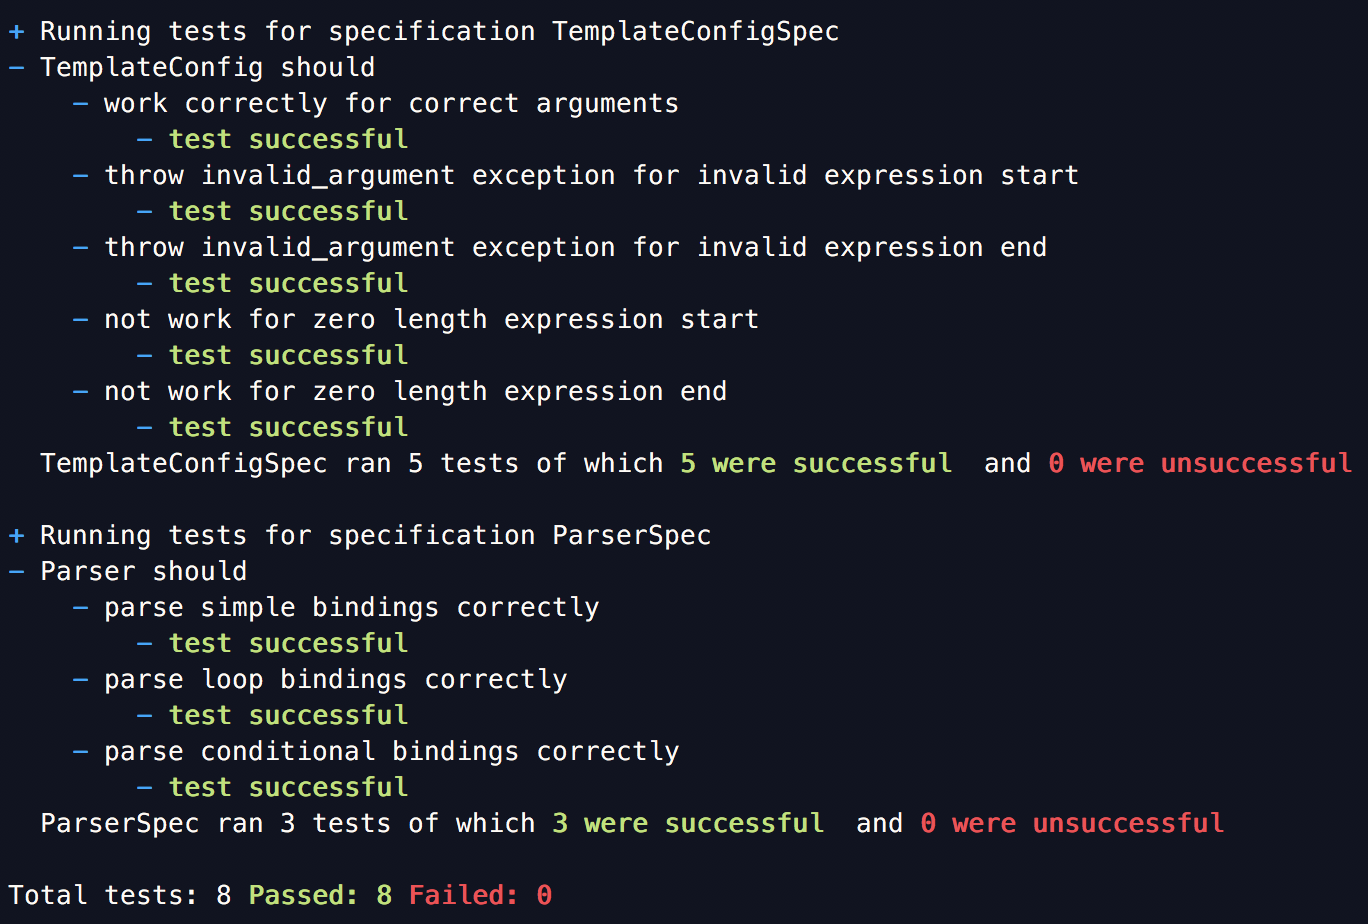 + Running tests for specification TemplateConfigSpec
− TemplateConfig should
− work correctly for correct arguments
− test successful
− throw invalid_argument exception for invalid expression start
− test successful
− throw invalid_argument exception for invalid expression end
− test successful
− not work for zero length expression start
− test successful
− not work for zero length expression end
− test successful
TemplateConfigSpec ran 5 tests of which 5 were successful  and 0 were unsuccessful
+ Running tests for specification ParserSpec
− Parser should
− parse simple bindings correctly
− test successful
− parse loop bindings correctly
− test successful
− parse conditional bindings correctly
− test successful
ParserSpec ran 3 tests of which 3 were successful  and 0 were unsuccessful
Total tests: 8 Passed: 8 Failed: 0